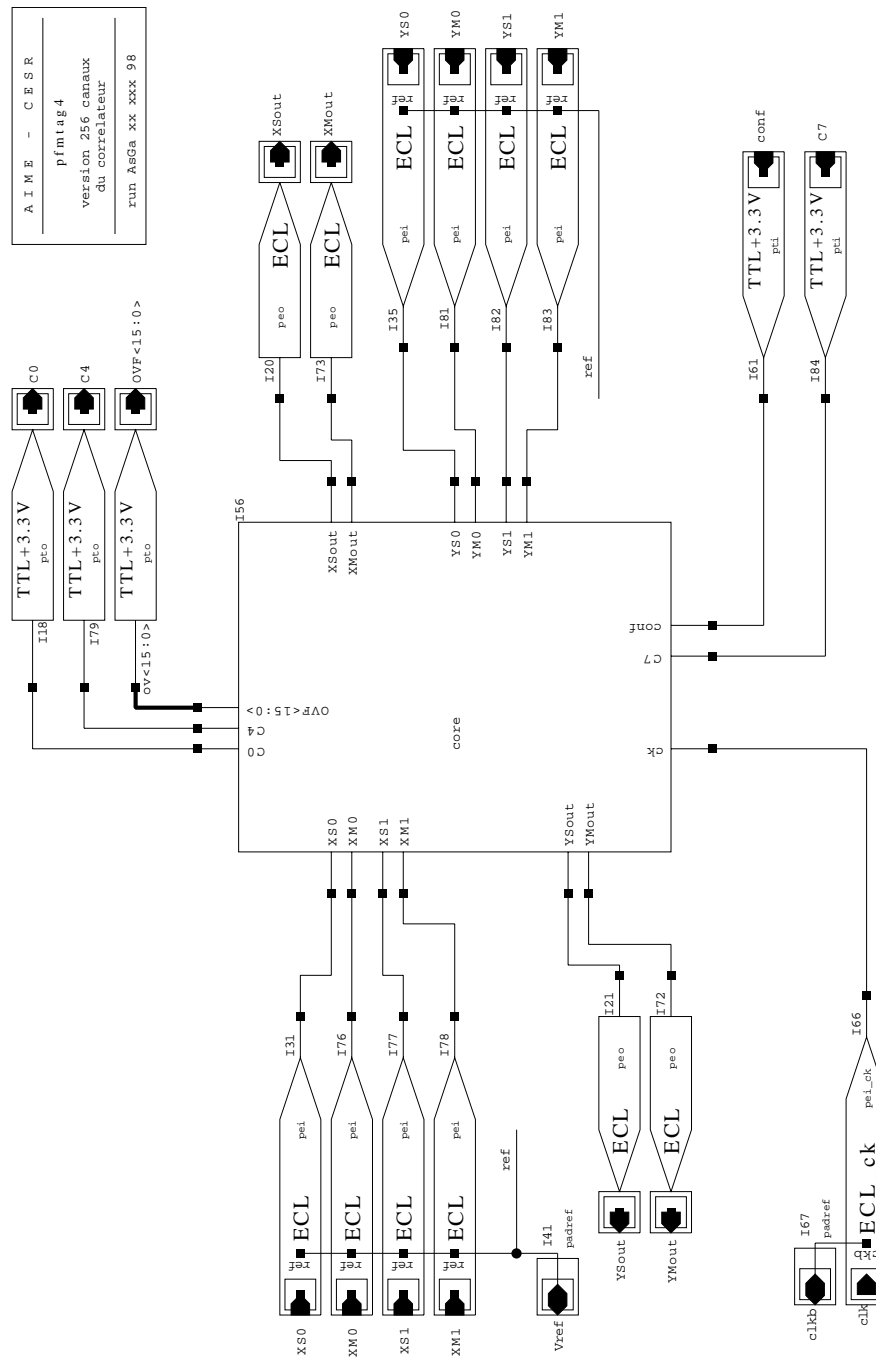 A I M E - C E S R
pfmtag4
version 256 canaux
du correlateur
run AsGa xx xxx 98
C0
TTL+3.3V
pto
I18
C4
TTL+3.3V
pto
I79
OVF<15:0>
TTL+3.3V
pto
ov<15:0>
XSout
ECL
peo
I20
XMout
ECL
peo
I73
YS0
ref
ECL
pei
I35
YM0
ref
ECL
pei
I81
YS1
ref
ECL
pei
I82
YM1
ref
ECL
pei
I83
ref
conf
TTL+3.3V
pti
I61
C7
TTL+3.3V
pti
I84
I56
core
C0
C4
OVF<15:0>
XSout
XMout
YS0
YM0
YS1
YM1
conf
C7
ck
XS0
XM0
XS1
XM1
YSout
YMout
XS0
ref
ECL
pei
I31
XM0
ref
ECL
pei
I76
XS1
ref
ECL
pei
I77
XM1
ref
ECL
pei
I78
ref
Vref
I41
padref
YSout
ECL
peo
I21
YMout
ECL
peo
I72
clkb
I67
padref
clk
ckb
ECL ck
pei_ck
I66